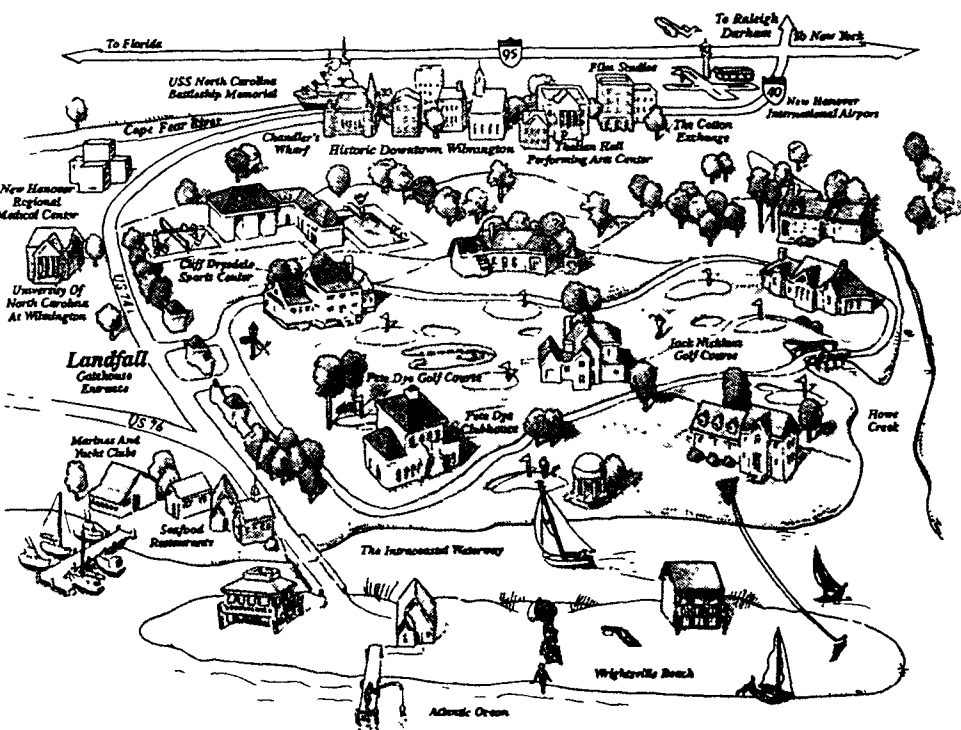 To Florida
95
To Raleigh
Durham
To New York
USS North Carolina
Battleship Memorial
Film Studios
40
New Hanover
International Airport
Cape Fear River
Chandler's
Wharf
Historic Downtown Wilmington
Thalian Hall
Performing Arts Center
The Cotton
Exchange
New Hanover
Regional
Medical Center
University Of
North Carolina
At Wilmington
US 74
Cliff Drysdale
Sports Center
Landfall
Gatehouse
Entrance
Jack Nicklaus
Golf Course
Pete Dye Golf Course
Pete Dye
Clubhouse
US 76
Howe
Creek
Marinas And
Yacht Clubs
Seafood
Restaurants
The Intracoastal Waterway
Wrightsville Beach
Atlantic Ocean